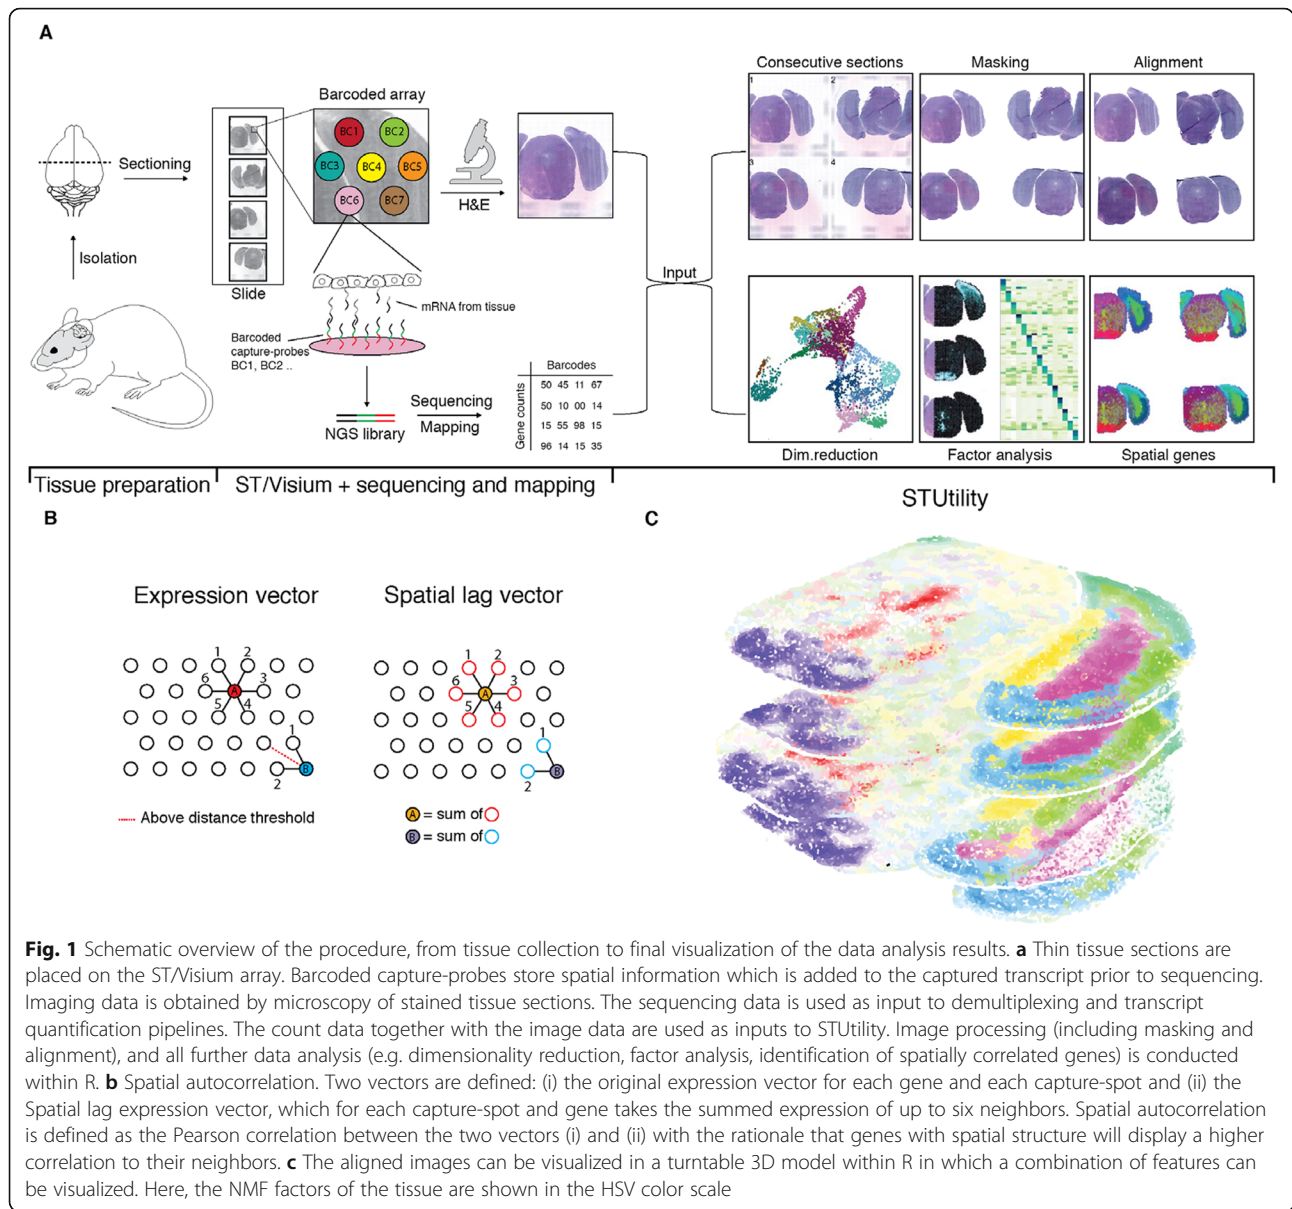 A
Consecutive sections
Masking
Alignment
Barcoded array
1
2
BC1
BC2
Sectioning
BC3
BC4
BC5
3
4
BC6
BC7
H&E
Isolation
Input
Slide
mRNA from tissue
Barcoded
capture-probes
BC1, BC2 ..
Barcodes
Gene counts
50 45 11 67
50 10 00 14
15 55 98 15
96 14 15 35
Sequencing
Mapping
NGS library
Dim.reduction
Factor analysis
Spatial genes
Tissue preparation
ST/Visium + sequencing and mapping
STUtility
B
C
Expression vector
Spatial lag vector
1
2
6
A
3
5
4
1
B
2
1
2
6
A
3
5
4
1
B
2
Above distance threshold
A = sum of
B = sum of
Fig. 1 Schematic overview of the procedure, from tissue collection to final visualization of the data analysis results. a Thin tissue sections are
placed on the ST/Visium array. Barcoded capture-probes store spatial information which is added to the captured transcript prior to sequencing.
Imaging data is obtained by microscopy of stained tissue sections. The sequencing data is used as input to demultiplexing and transcript
quantification pipelines. The count data together with the image data are used as inputs to STUtility. Image processing (including masking and
alignment), and all further data analysis (e.g. dimensionality reduction, factor analysis, identification of spatially correlated genes) is conducted
within R. b Spatial autocorrelation. Two vectors are defined: (i) the original expression vector for each gene and each capture-spot and (ii) the
Spatial lag expression vector, which for each capture-spot and gene takes the summed expression of up to six neighbors. Spatial autocorrelation
is defined as the Pearson correlation between the two vectors (i) and (ii) with the rationale that genes with spatial structure will display a higher
correlation to their neighbors. c The aligned images can be visualized in a turntable 3D model within R in which a combination of features can
be visualized. Here, the NMF factors of the tissue are shown in the HSV color scale